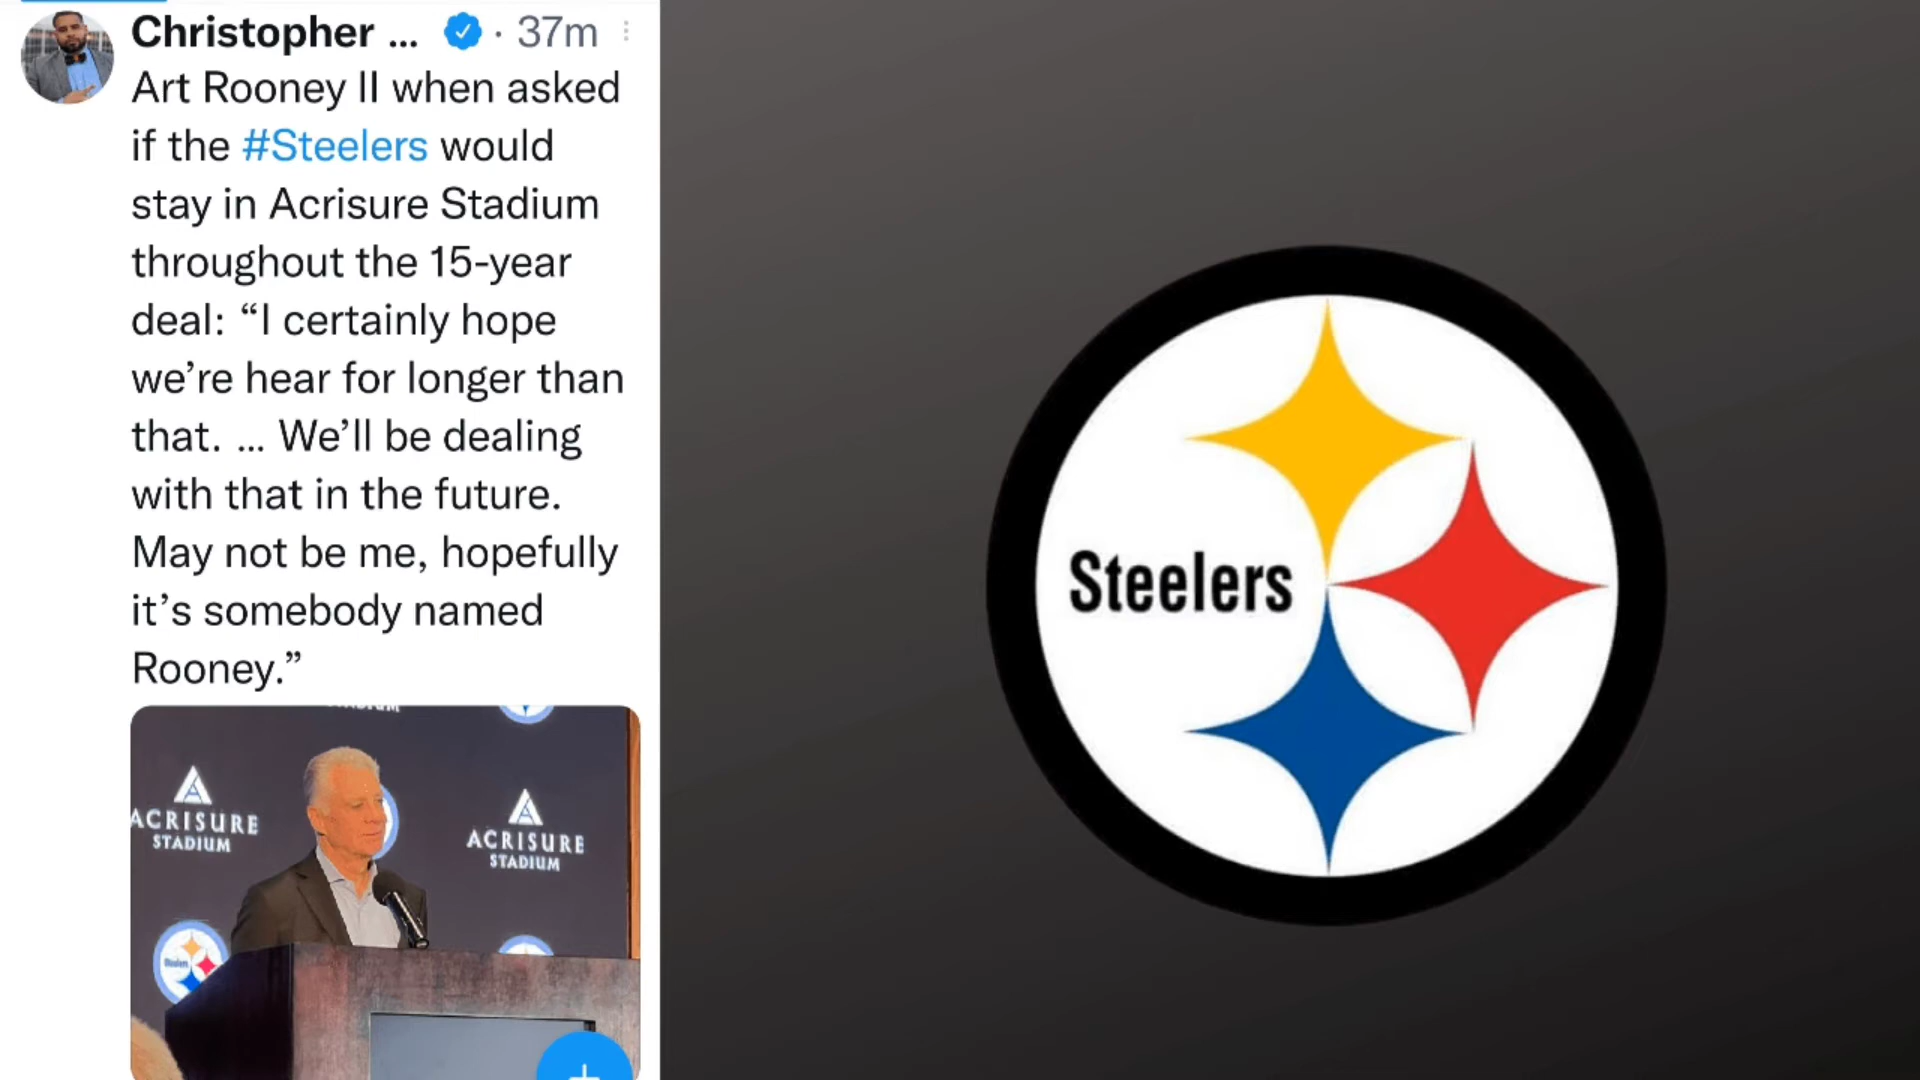 Christopher ... · 37m
Art Rooney II when asked
if the #Steelers would
stay in Acrisure Stadium
throughout the 15-year
deal: “I certainly hope
we’re hear for longer than
that. ... We’ll be dealing
with that in the future.
May not be me, hopefully
it’s somebody named
Rooney.”
STADIUM
ACRISURE
STADIUM
ACRISURE
STADIUM
Steelers
Steelers